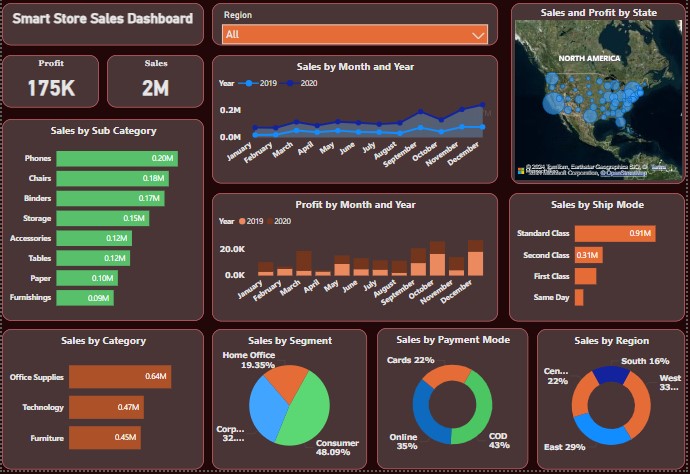 Smart Store Sales Dashboard
Region
All
Sales and Profit by State
NORTH AMERICA
© 2024 TomTom, Earthstar Geographics SIO, ©
Microsoft Corporation, © OpenStreetMap
Terms
Profit
175K
Sales
2M
Sales by Month and Year
Year 2019 2020
0.2M
0.0M
January February March April May June July August September October November December
Sales by Sub Category
Phones 0.20M
Chairs 0.18M
Binders 0.17M
Storage 0.15M
Accessories 0.12M
Tables 0.12M
Paper 0.10M
Furnishings 0.09M
Profit by Month and Year
Year 2019 2020
20.0K
0.0K
January February March April May June July August September October November December
Sales by Ship Mode
Standard Class 0.91M
Second Class 0.31M
First Class
Same Day
Sales by Category
Office Supplies 0.64M
Technology 0.47M
Furniture 0.45M
Sales by Segment
Home Office
19.35%
Corp...
32....
Consumer
48.09%
Sales by Payment Mode
Cards 22%
Online
35%
COD
43%
Sales by Region
South 16%
Cen...
22%
West
33...
East 29%